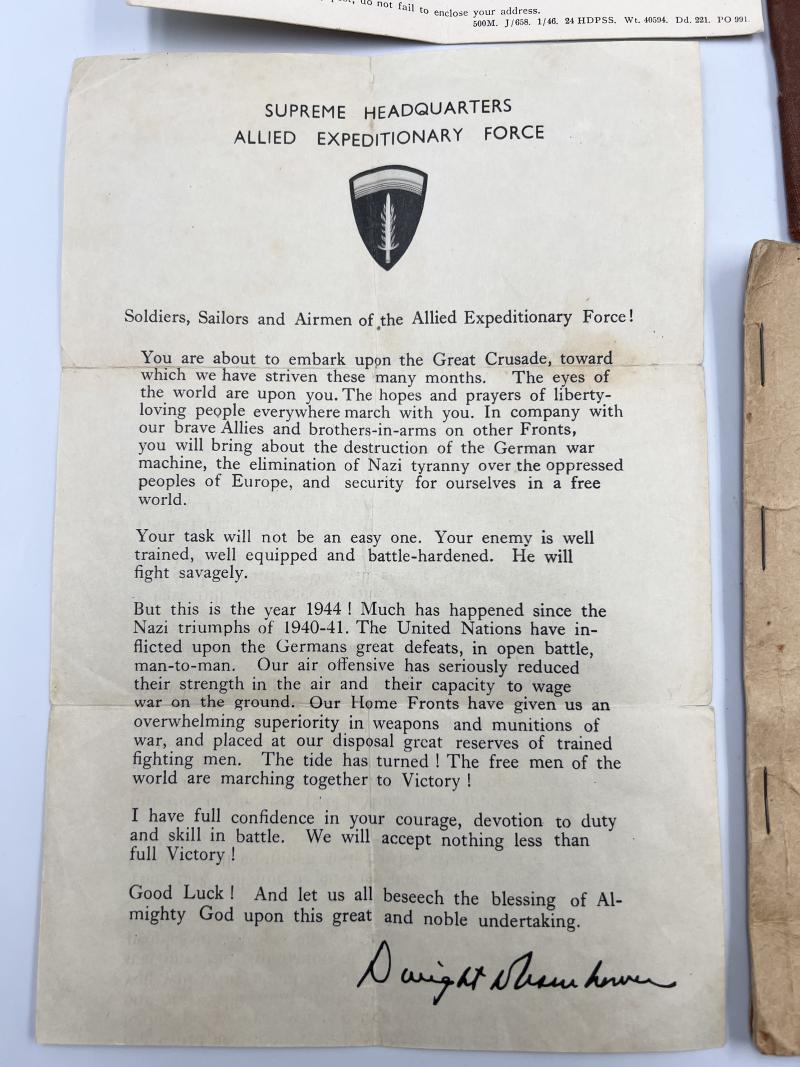 do not fail to enclose your address.
500M. J/658. 1/46. 24 HDPSS. Wt. 40594. Dd. 221. PO 991
SUPREME HEADQUARTERS
ALLIED EXPEDITIONARY FORCE
Soldiers, Sailors and Airmen of the Allied Expeditionary Force!
You are about to embark upon the Great Crusade, toward
which we have striven these many months. The eyes of
the world are upon you. The hopes and prayers of liberty-
loving people everywhere march with you. In company with
our brave Allies and brothers-in-arms on other Fronts,
you will bring about the destruction of the German war
machine, the elimination of Nazi tyranny over the oppressed
peoples of Europe, and security for ourselves in a free
world.
Your task will not be an easy one. Your enemy is well
trained, well equipped and battle-hardened. He will
fight savagely.
But this is the year 1944 ! Much has happened since the
Nazi triumphs of 1940-41. The United Nations have in-
flicted upon the Germans great defeats, in open battle,
man-to-man. Our air offensive has seriously reduced
their strength in the air and their capacity to wage
war on the ground. Our Home Fronts have given us an
overwhelming superiority in weapons and munitions of
war, and placed at our disposal great reserves of trained
fighting men. The tide has turned ! The free men of the
world are marching together to Victory !
I have full confidence in your courage, devotion to duty
and skill in battle. We will accept nothing less than
full Victory !
Good Luck ! And let us all beseech the blessing of Al-
mighty God upon this great and noble undertaking.
Dwight D Eisenhower